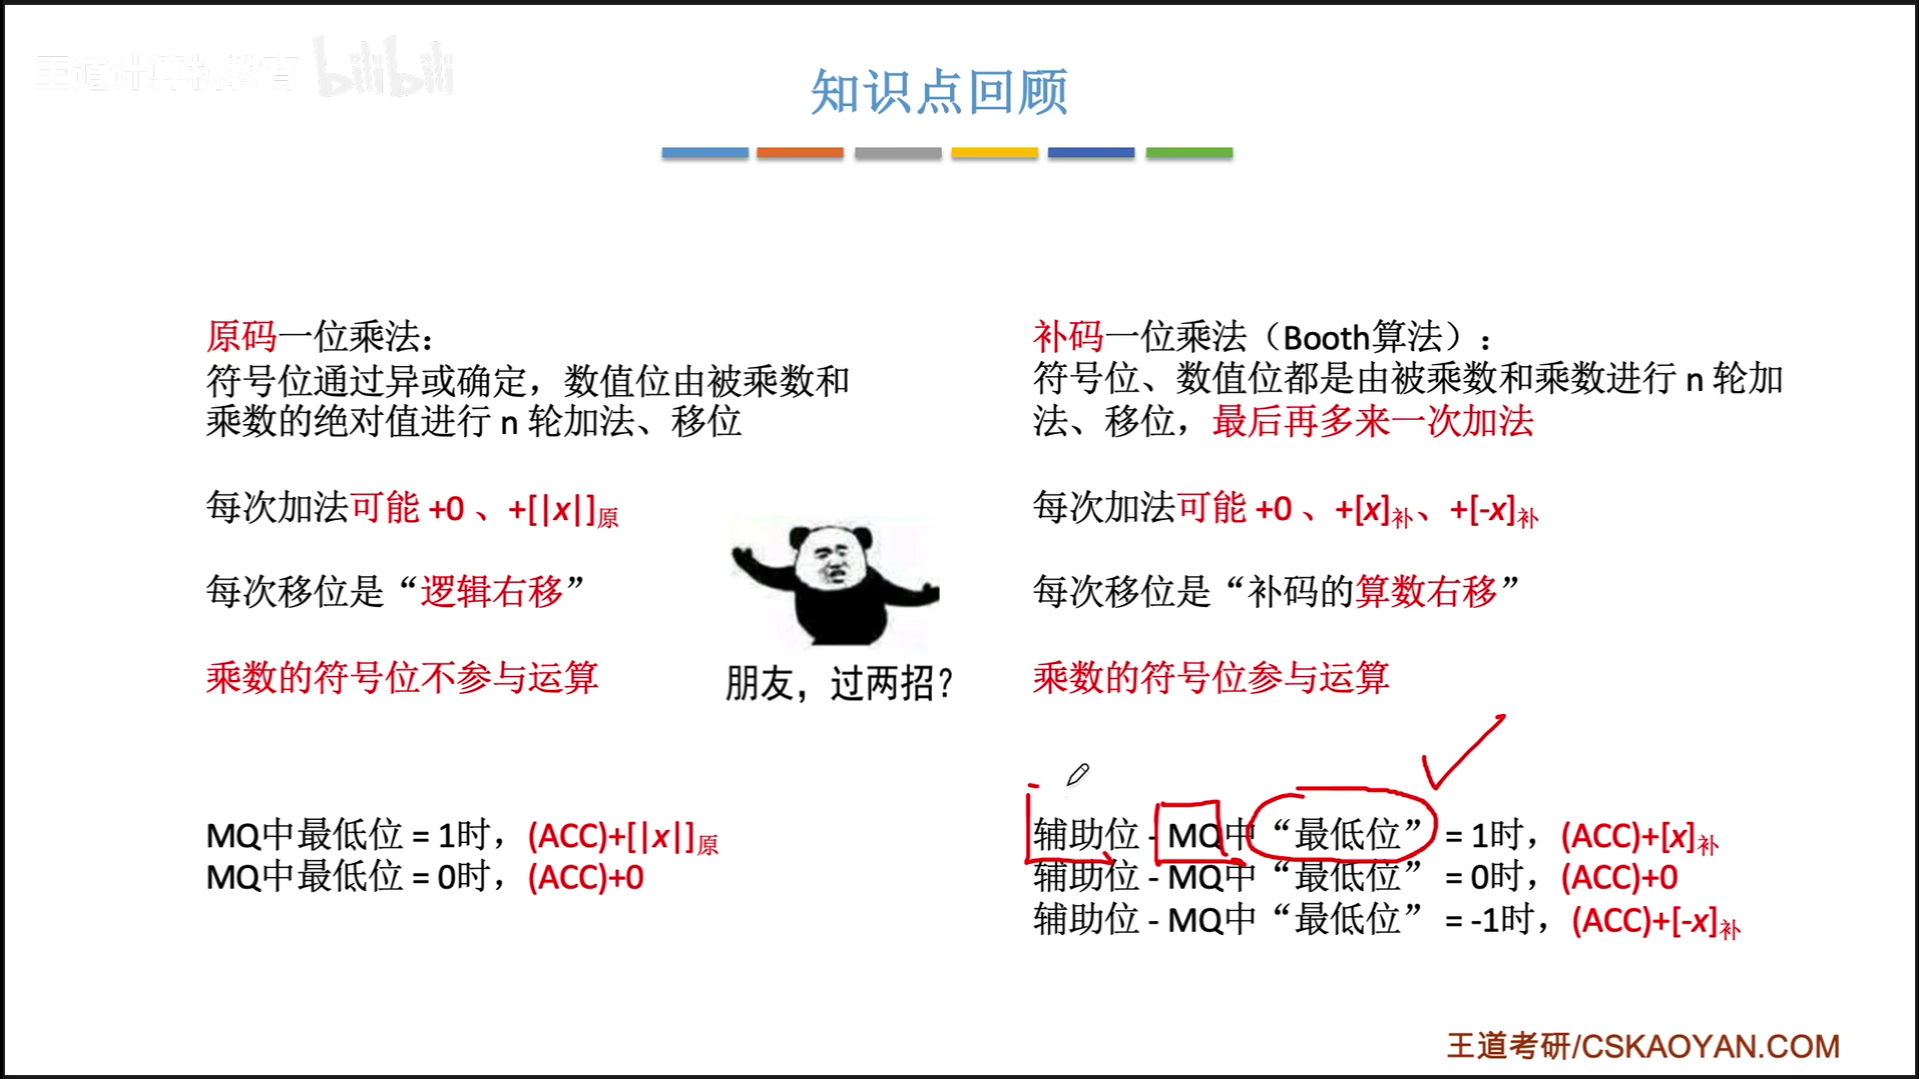 王道计算机教育 bilibili
知识点回顾
原码一位乘法：
符号位通过异或确定，数值位由被乘数和
乘数的绝对值进行 n 轮加法、移位
每次加法可能 +0 、+[|x|]原
每次移位是“逻辑右移”
乘数的符号位不参与运算
MQ中最低位 = 1时，(ACC)+[|x|]原
MQ中最低位 = 0时，(ACC)+0
朋友，过两招？
补码一位乘法（Booth算法）：
符号位、数值位都是由被乘数和乘数进行 n 轮加
法、移位，最后再多来一次加法
每次加法可能 +0 、+[x]补、+[-x]补
每次移位是“补码的算数右移”
乘数的符号位参与运算
辅助位 - MQ中“最低位” = 1时，(ACC)+[x]补
辅助位 - MQ中“最低位” = 0时，(ACC)+0
辅助位 - MQ中“最低位” = -1时，(ACC)+[-x]补
王道考研/CSKAOYAN.COM